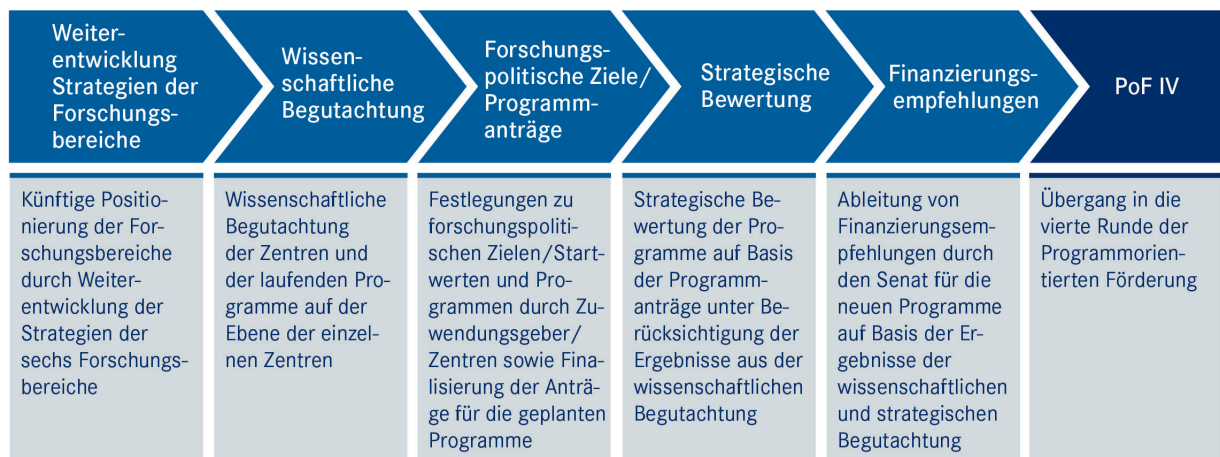 Weiter-
entwicklung
Strategien der
Forschungs-
bereiche
Wissen-
schaftliche
Begutachtung
Forschungs-
politische Ziele/
Programm-
anträge
Strategische
Bewertung
Finanzierungs-
empfehlungen
PoF IV
Künftige Positio-
nierung der For-
schungsbereiche
durch Weiter-
entwicklung der
Strategien der
sechs Forschungs-
bereiche
Wissenschaftliche
Begutachtung
der Zentren und
der laufenden Pro-
gramme auf der
Ebene der einzel-
nen Zentren
Festlegungen zu
forschungspoliti-
schen Zielen/Start-
werten und Pro-
grammen durch Zu-
wendungsgeber/
Zentren sowie Fina-
lisierung der Anträ-
ge für die geplanten
Programme
Strategische Be-
wertung der Pro-
gramme auf Basis
der Programm-
anträge unter Be-
rücksichtigung der
Ergebnisse aus der
wissenschaftlichen
Begutachtung
Ableitung von
Finanzierungsem-
pfehlungen durch
den Senat für die
neuen Programme
auf Basis der Er-
gebnisse der
wissenschaftlichen
und strategischen
Begutachtung
Übergang in die
vierte Runde der
Programmorien-
tierten Förderung